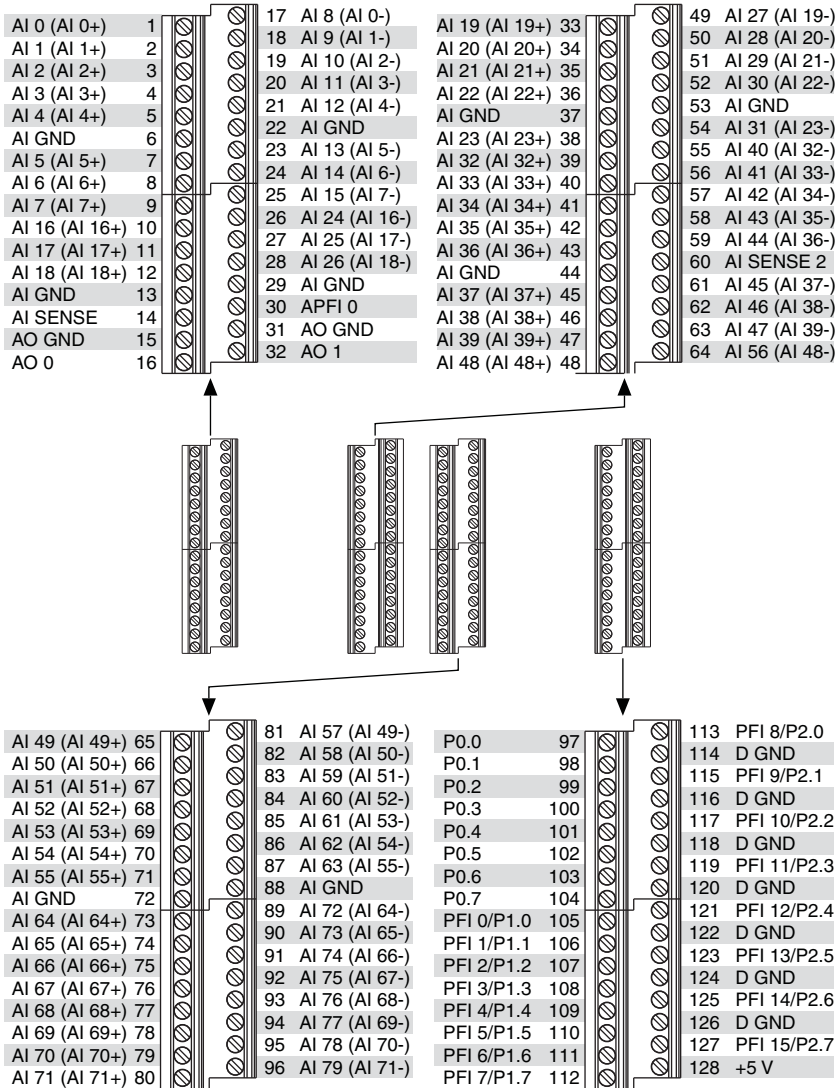 AI 0 (AI 0+) 1
AI 1 (AI 1+) 2
AI 2 (AI 2+) 3
AI 3 (AI 3+) 4
AI 4 (AI 4+) 5
AI GND 6
AI 5 (AI 5+) 7
AI 6 (AI 6+) 8
AI 7 (AI 7+) 9
AI 16 (AI 16+) 10
AI 17 (AI 17+) 11
AI 18 (AI 18+) 12
AI GND 13
AI SENSE 14
AO GND 15
AO 0 16
17 AI 8 (AI 0-)
18 AI 9 (AI 1-)
19 AI 10 (AI 2-)
20 AI 11 (AI 3-)
21 AI 12 (AI 4-)
22 AI GND
23 AI 13 (AI 5-)
24 AI 14 (AI 6-)
25 AI 15 (AI 7-)
26 AI 24 (AI 16-)
27 AI 25 (AI 17-)
28 AI 26 (AI 18-)
29 AI GND
30 APFI 0
31 AO GND
32 AO 1
AI 19 (AI 19+) 33
AI 20 (AI 20+) 34
AI 21 (AI 21+) 35
AI 22 (AI 22+) 36
AI GND 37
AI 23 (AI 23+) 38
AI 32 (AI 32+) 39
AI 33 (AI 33+) 40
AI 34 (AI 34+) 41
AI 35 (AI 35+) 42
AI 36 (AI 36+) 43
AI GND 44
AI 37 (AI 37+) 45
AI 38 (AI 38+) 46
AI 39 (AI 39+) 47
AI 48 (AI 48+) 48
49 AI 27 (AI 19-)
50 AI 28 (AI 20-)
51 AI 29 (AI 21-)
52 AI 30 (AI 22-)
53 AI GND
54 AI 31 (AI 23-)
55 AI 40 (AI 32-)
56 AI 41 (AI 33-)
57 AI 42 (AI 34-)
58 AI 43 (AI 35-)
59 AI 44 (AI 36-)
60 AI SENSE 2
61 AI 45 (AI 37-)
62 AI 46 (AI 38-)
63 AI 47 (AI 39-)
64 AI 56 (AI 48-)
AI 49 (AI 49+) 65
AI 50 (AI 50+) 66
AI 51 (AI 51+) 67
AI 52 (AI 52+) 68
AI 53 (AI 53+) 69
AI 54 (AI 54+) 70
AI 55 (AI 55+) 71
AI GND 72
AI 64 (AI 64+) 73
AI 65 (AI 65+) 74
AI 66 (AI 66+) 75
AI 67 (AI 67+) 76
AI 68 (AI 68+) 77
AI 69 (AI 69+) 78
AI 70 (AI 70+) 79
AI 71 (AI 71+) 80
81 AI 57 (AI 49-)
82 AI 58 (AI 50-)
83 AI 59 (AI 51-)
84 AI 60 (AI 52-)
85 AI 61 (AI 53-)
86 AI 62 (AI 54-)
87 AI 63 (AI 55-)
88 AI GND
89 AI 72 (AI 64-)
90 AI 73 (AI 65-)
91 AI 74 (AI 66-)
92 AI 75 (AI 67-)
93 AI 76 (AI 68-)
94 AI 77 (AI 69-)
95 AI 78 (AI 70-)
96 AI 79 (AI 71-)
P0.0 97
P0.1 98
P0.2 99
P0.3 100
P0.4 101
P0.5 102
P0.6 103
P0.7 104
PFI 0/P1.0 105
PFI 1/P1.1 106
PFI 2/P1.2 107
PFI 3/P1.3 108
PFI 4/P1.4 109
PFI 5/P1.5 110
PFI 6/P1.6 111
PFI 7/P1.7 112
113 PFI 8/P2.0
114 D GND
115 PFI 9/P2.1
116 D GND
117 PFI 10/P2.2
118 D GND
119 PFI 11/P2.3
120 D GND
121 PFI 12/P2.4
122 D GND
123 PFI 13/P2.5
124 D GND
125 PFI 14/P2.6
126 D GND
127 PFI 15/P2.7
128 +5 V